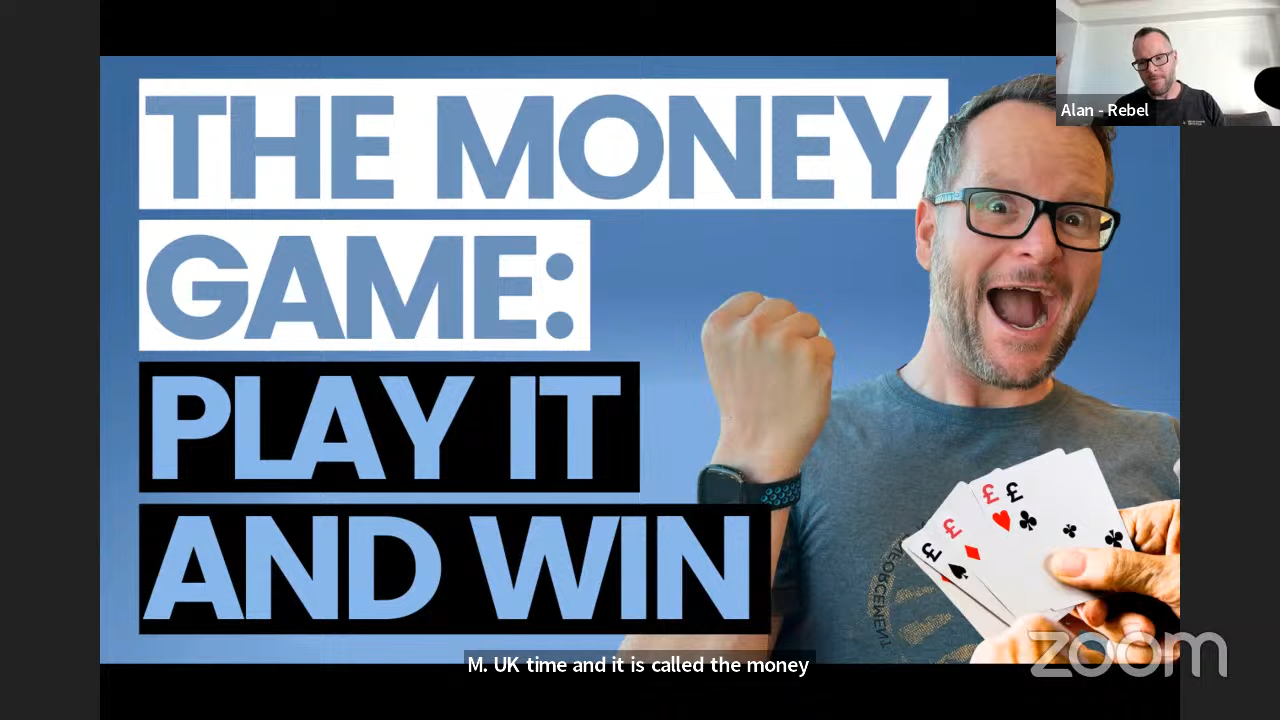 THE MONEY
GAME:
PLAY IT
AND WIN
Alan - Rebel
£
£
£
£
M. UK time and it is called the money
zoom